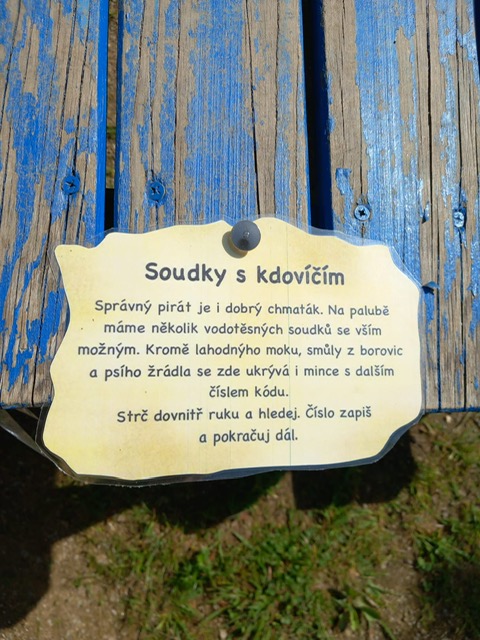 Soudky s kdovíčím
Správný pirát je i dobrý chmaták. Na palubě
máme několik vodotěsných soudků se vším
možným. Kromě lahodnýho moku, smůly z borovic
a psího žrádla se zde ukrývá i mince s dalším
číslem kódu.
Strč dovnitř ruku a hledej. Číslo zapiš
a pokračuj dál.